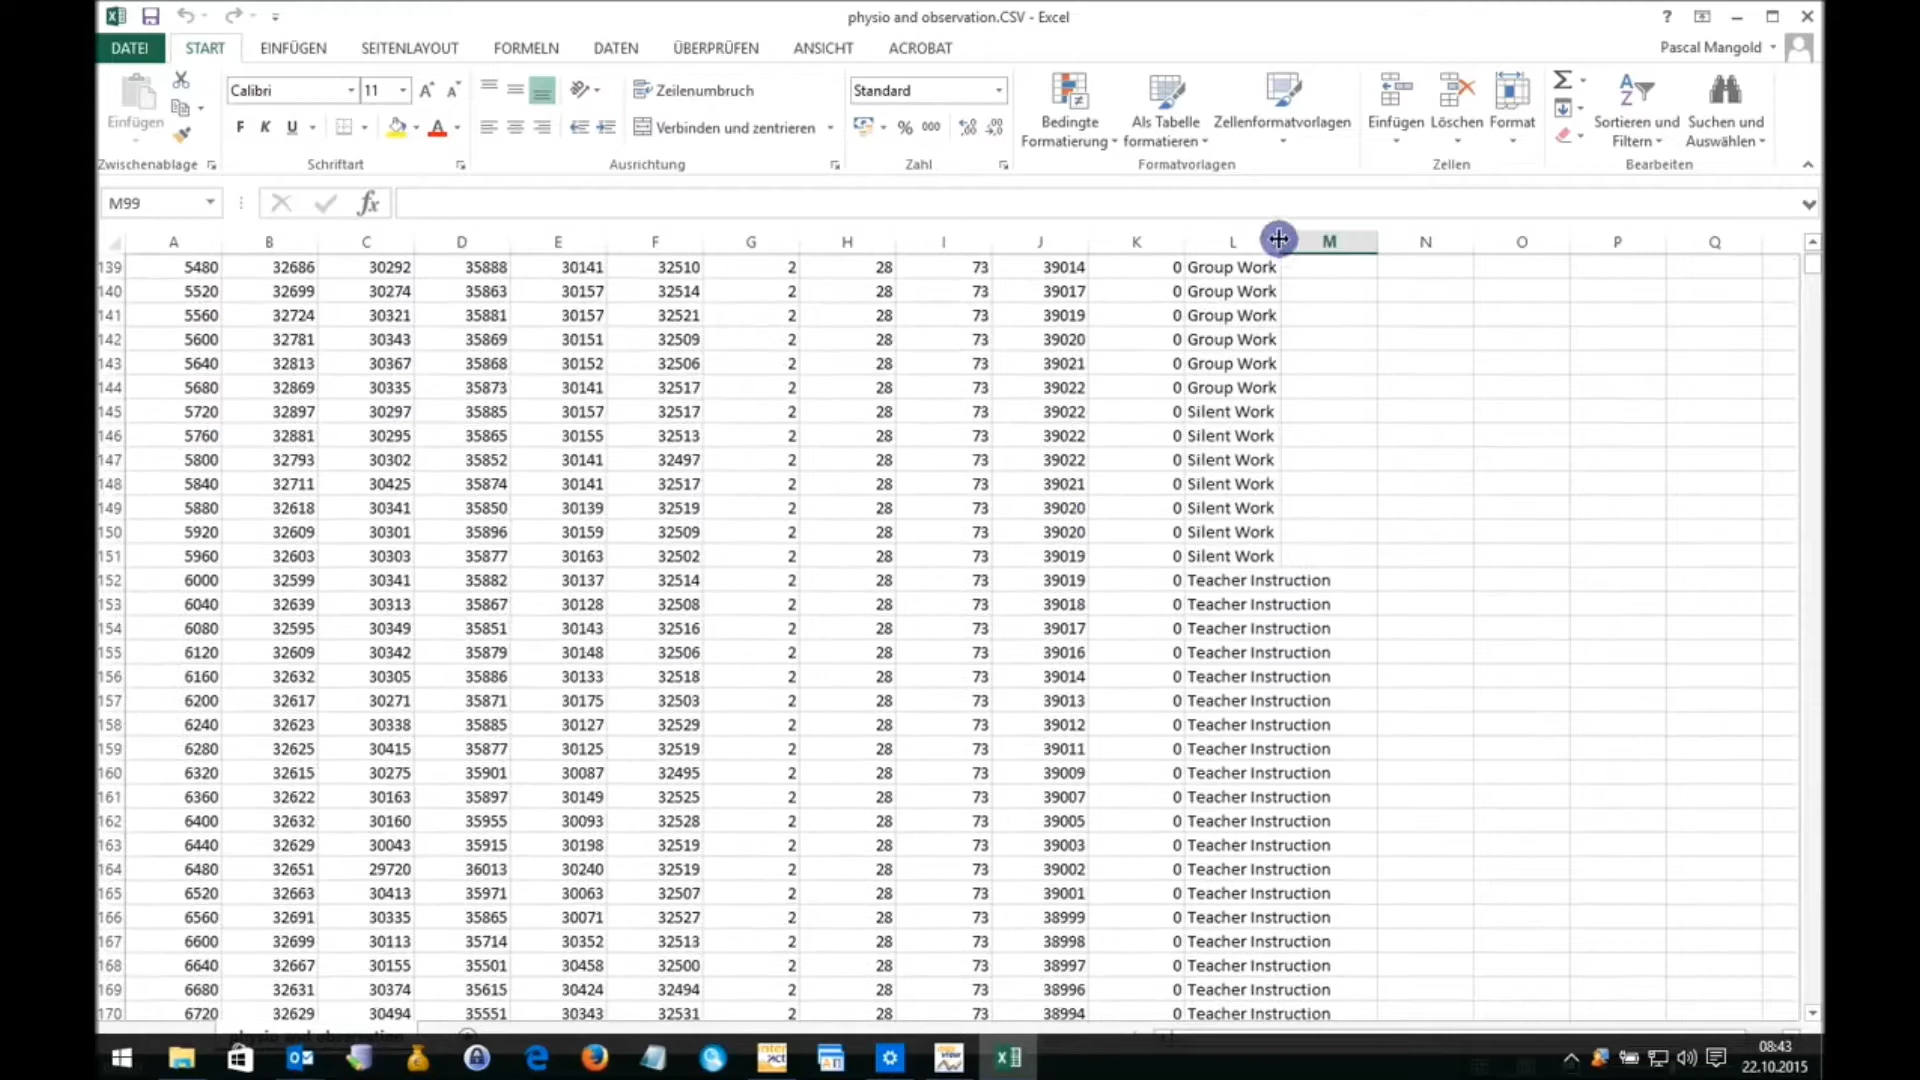 physio and observation.CSV - Excel
?
DATEI START EINFÜGEN SEITENLAYOUT FORMELN DATEN ÜBERPRÜFEN ANSICHT ACROBAT Pascal Mangold
Einfügen Calibri 11 A A Zeilenumbruch Standard
F K U A Verbinden und zentrieren % 000
Bedingte Formatierung Als Tabelle formatieren Zellenformatvorlagen Einfügen Löschen Format Sortieren und Filtern Suchen und Auswählen
Zwischenablage Schriftart Ausrichtung Zahl Formatvorlagen Zellen Bearbeiten
M99 fx
A B C D E F G H I J K L M N O P Q
139 5480 32686 30292 35888 30141 32510 2 28 73 39014 0 Group Work
140 5520 32699 30274 35863 30157 32514 2 28 73 39017 0 Group Work
141 5560 32724 30321 35881 30157 32521 2 28 73 39019 0 Group Work
142 5600 32781 30343 35869 30151 32509 2 28 73 39020 0 Group Work
143 5640 32813 30367 35868 30152 32506 2 28 73 39021 0 Group Work
144 5680 32869 30335 35873 30141 32517 2 28 73 39022 0 Group Work
145 5720 32897 30297 35885 30157 32517 2 28 73 39022 0 Silent Work
146 5760 32881 30295 35865 30155 32513 2 28 73 39022 0 Silent Work
147 5800 32793 30302 35852 30141 32497 2 28 73 39022 0 Silent Work
148 5840 32711 30425 35874 30141 32517 2 28 73 39021 0 Silent Work
149 5880 32618 30341 35850 30139 32519 2 28 73 39020 0 Silent Work
150 5920 32609 30301 35896 30159 32509 2 28 73 39020 0 Silent Work
151 5960 32603 30303 35877 30163 32502 2 28 73 39019 0 Silent Work
152 6000 32599 30341 35882 30137 32514 2 28 73 39019 0 Teacher Instruction
153 6040 32639 30313 35867 30128 32508 2 28 73 39018 0 Teacher Instruction
154 6080 32595 30349 35851 30143 32516 2 28 73 39017 0 Teacher Instruction
155 6120 32609 30342 35879 30148 32506 2 28 73 39016 0 Teacher Instruction
156 6160 32632 30305 35886 30133 32518 2 28 73 39014 0 Teacher Instruction
157 6200 32617 30271 35871 30175 32503 2 28 73 39013 0 Teacher Instruction
158 6240 32623 30338 35885 30127 32529 2 28 73 39012 0 Teacher Instruction
159 6280 32625 30415 35877 30125 32519 2 28 73 39011 0 Teacher Instruction
160 6320 32615 30275 35901 30087 32495 2 28 73 39009 0 Teacher Instruction
161 6360 32622 30163 35897 30149 32525 2 28 73 39007 0 Teacher Instruction
162 6400 32632 30160 35955 30093 32528 2 28 73 39005 0 Teacher Instruction
163 6440 32629 30043 35915 30198 32519 2 28 73 39003 0 Teacher Instruction
164 6480 32651 29720 36013 30240 32519 2 28 73 39002 0 Teacher Instruction
165 6520 32663 30413 35971 30063 32507 2 28 73 39001 0 Teacher Instruction
166 6560 32691 30335 35865 30071 32527 2 28 73 38999 0 Teacher Instruction
167 6600 32699 30113 35714 30352 32513 2 28 73 38998 0 Teacher Instruction
168 6640 32667 30155 35501 30458 32500 2 28 73 38997 0 Teacher Instruction
169 6680 32631 30374 35615 30424 32494 2 28 73 38996 0 Teacher Instruction
170 6720 32629 30494 35551 30343 32531 2 28 73 38994 0 Teacher Instruction
physio and observation
08:43
22.10.2015